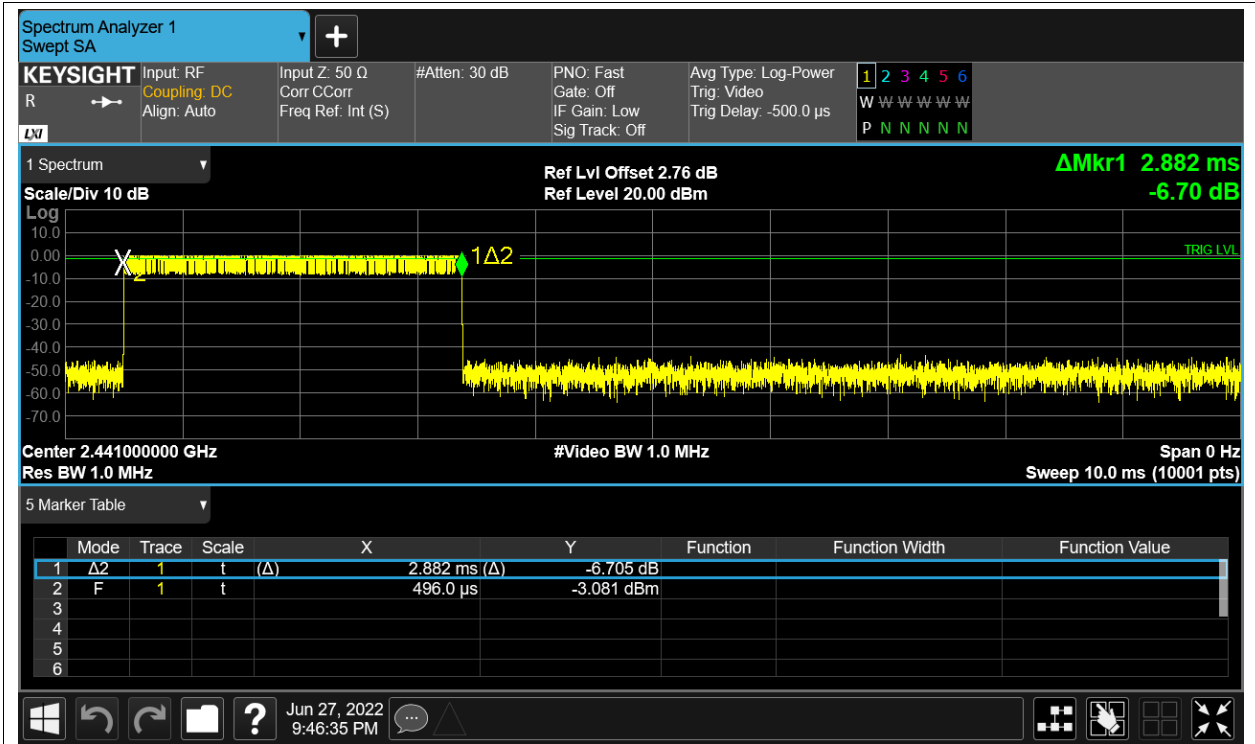 Spectrum Analyzer 1
Swept SA
+
KEYSIGHT
R
LXI
Input: RF
Coupling: DC
Align: Auto
Input Z: 50 Ω
Corr CCorr
Freq Ref: Int (S)
#Atten: 30 dB
PNO: Fast
Gate: Off
IF Gain: Low
Sig Track: Off
Avg Type: Log-Power
Trig: Video
Trig Delay: -500.0 µs
1 2 3 4 5 6
W W W W W W
P N N N N N
1 Spectrum
Scale/Div 10 dB
Ref Lvl Offset 2.76 dB
Ref Level 20.00 dBm
ΔMkr1 2.882 ms
-6.70 dB
Log
10.0
0.00
-10.0
-20.0
-30.0
-40.0
-50.0
-60.0
-70.0
X
2
1Δ2
TRIG LVL
Center 2.441000000 GHz
#Video BW 1.0 MHz
Span 0 Hz
Res BW 1.0 MHz
Sweep 10.0 ms (10001 pts)
5 Marker Table
Mode Trace Scale X Y Function Function Width Function Value
1 Δ2 1 t (Δ) 2.882 ms (Δ) -6.705 dB
2 F 1 t 496.0 µs -3.081 dBm
3
4
5
6
?
Jun 27, 2022
9:46:35 PM